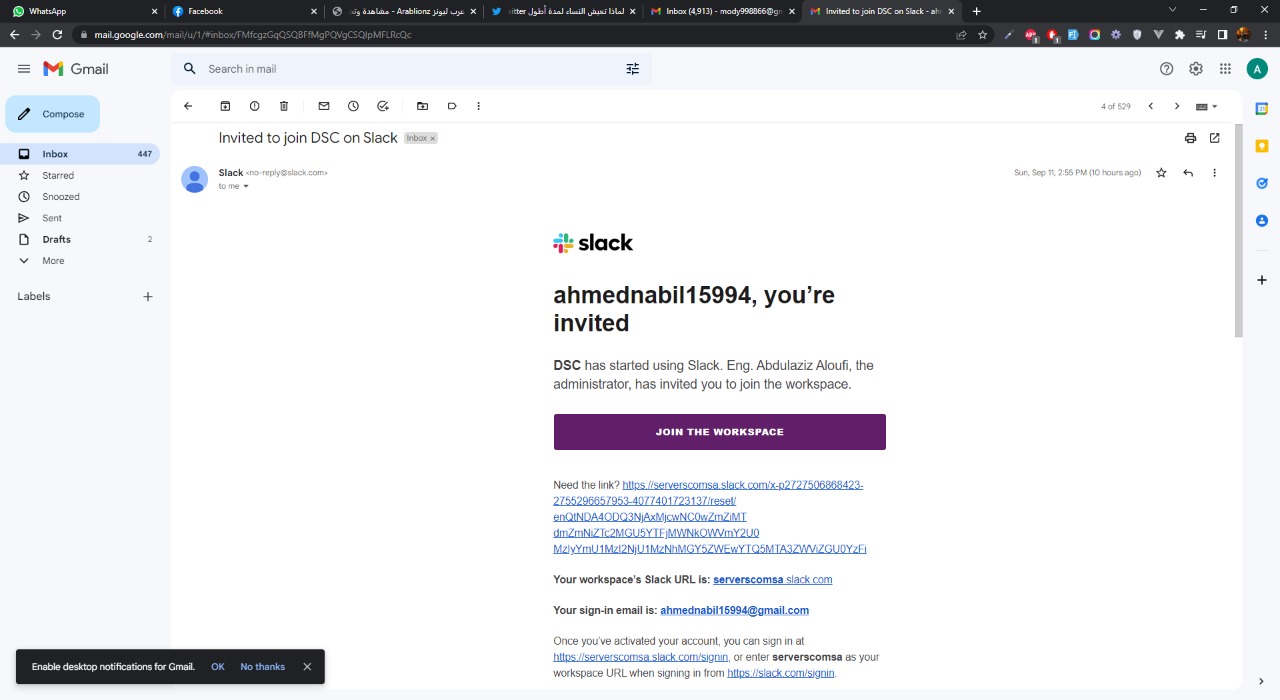 WhatsApp
Facebook
عرب ليونز Arablionz - مشاهدة وتح
لماذا تعيش النساء لمدة أطول vitter
Inbox (4,913) - mody998866@gm
Invited to join DSC on Slack - ah
mail.google.com/mail/u/1/#inbox/FMfcgzGqQSQBFfMgPQVgCSQlpMFLRcQc
Gmail
Search in mail
A
Compose
4 of 529
Invited to join DSC on Slack Inbox x
Inbox 447
Starred
Snoozed
Sent
Drafts 2
More
Labels
Slack <no-reply@slack.com>
to me
Sun, Sep 11, 2:55 PM (10 hours ago)
slack
ahmednabil15994, you’re
invited
DSC has started using Slack. Eng. Abdulaziz Aloufi, the
administrator, has invited you to join the workspace.
JOIN THE WORKSPACE
Need the link? https://serverscomsa.slack.com/x-p2727506868423-
2755296657953-4077401723137/reset/
enQtNDA4ODQ3NjAxMjcwNC0wZmZiMT
dmZmNiZTc2MGU5YTFjMWNkOWVmY2U0
MzIyYmU1MzI2NjU1MzNhMGY5ZWEwYTQ5MTA3ZWViZGU0YzFi
Your workspace’s Slack URL is: serverscomsa.slack.com
Your sign-in email is: ahmednabil15994@gmail.com
Once you’ve activated your account, you can sign in at
https://serverscomsa.slack.com/signin, or enter serverscomsa as your
workspace URL when signing in from https://slack.com/signin.
Enable desktop notifications for Gmail. OK No thanks